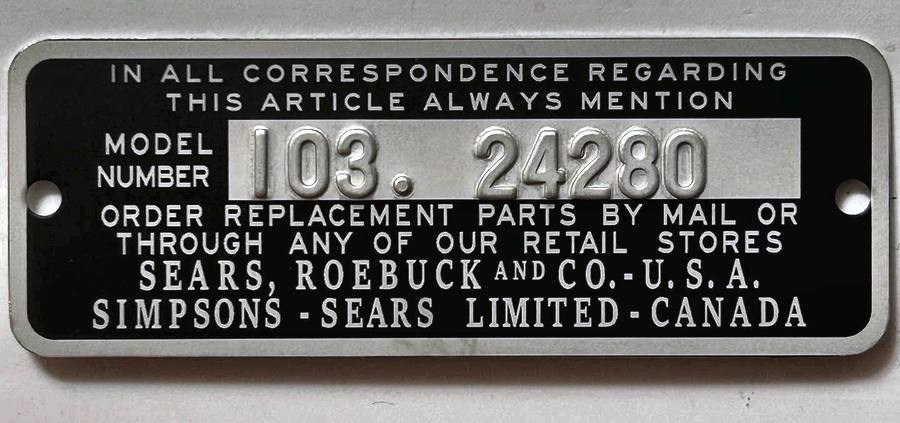 IN ALL CORRESPONDENCE REGARDING
THIS ARTICLE ALWAYS MENTION
MODEL NUMBER 103. 24280
ORDER REPLACEMENT PARTS BY MAIL OR
THROUGH ANY OF OUR RETAIL STORES
SEARS, ROEBUCK AND CO.-U.S.A.
SIMPSONS-SEARS LIMITED-CANADA